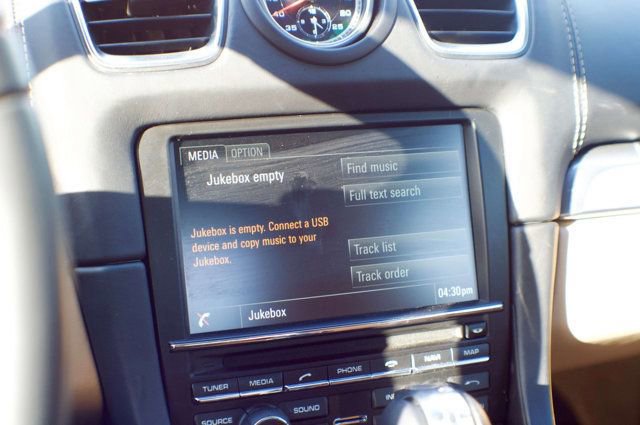 MEDIA OPTION
Jukebox empty
Find music
Full text search
Jukebox is empty. Connect a USB
device and copy music to your
Jukebox.
Track list
Track order
04:30pm
Jukebox
TUNER MEDIA PHONE NAVI MAP
SOURCE SOUND